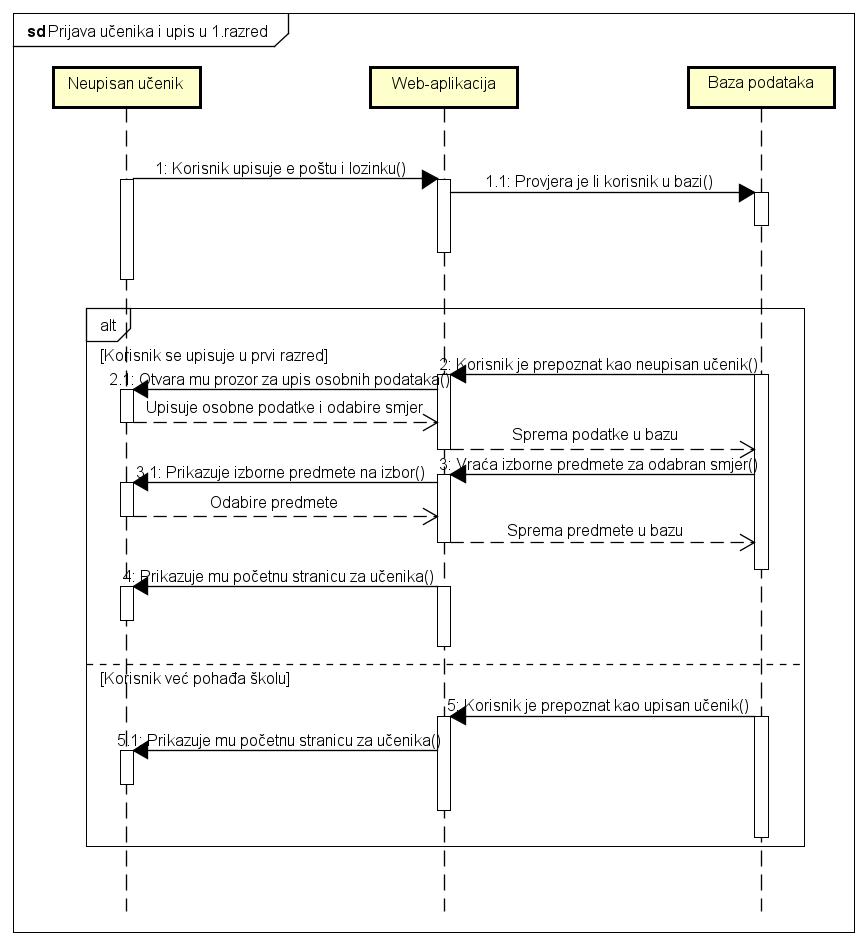 sd Prijava učenika i upis u 1.razred
Neupisan učenik
Web-aplikacija
Baza podataka
1: Korisnik upisuje e poštu i lozinku()
1.1: Provjera je li korisnik u bazi()
alt
[Korisnik se upisuje u prvi razred]
2: Korisnik je prepoznat kao neupisan učenik()
2.1: Otvara mu prozor za upis osobnih podataka()
Upisuje osobne podatke i odabire smjer
Sprema podatke u bazu
3: Vraća izborne predmete za odabran smjer()
3.1: Prikazuje izborne predmete na izbor()
Odabire predmete
Sprema predmete u bazu
4: Prikazuje mu početnu stranicu za učenika()
[Korisnik već pohađa školu]
5: Korisnik je prepoznat kao upisan učenik()
5.1: Prikazuje mu početnu stranicu za učenika()